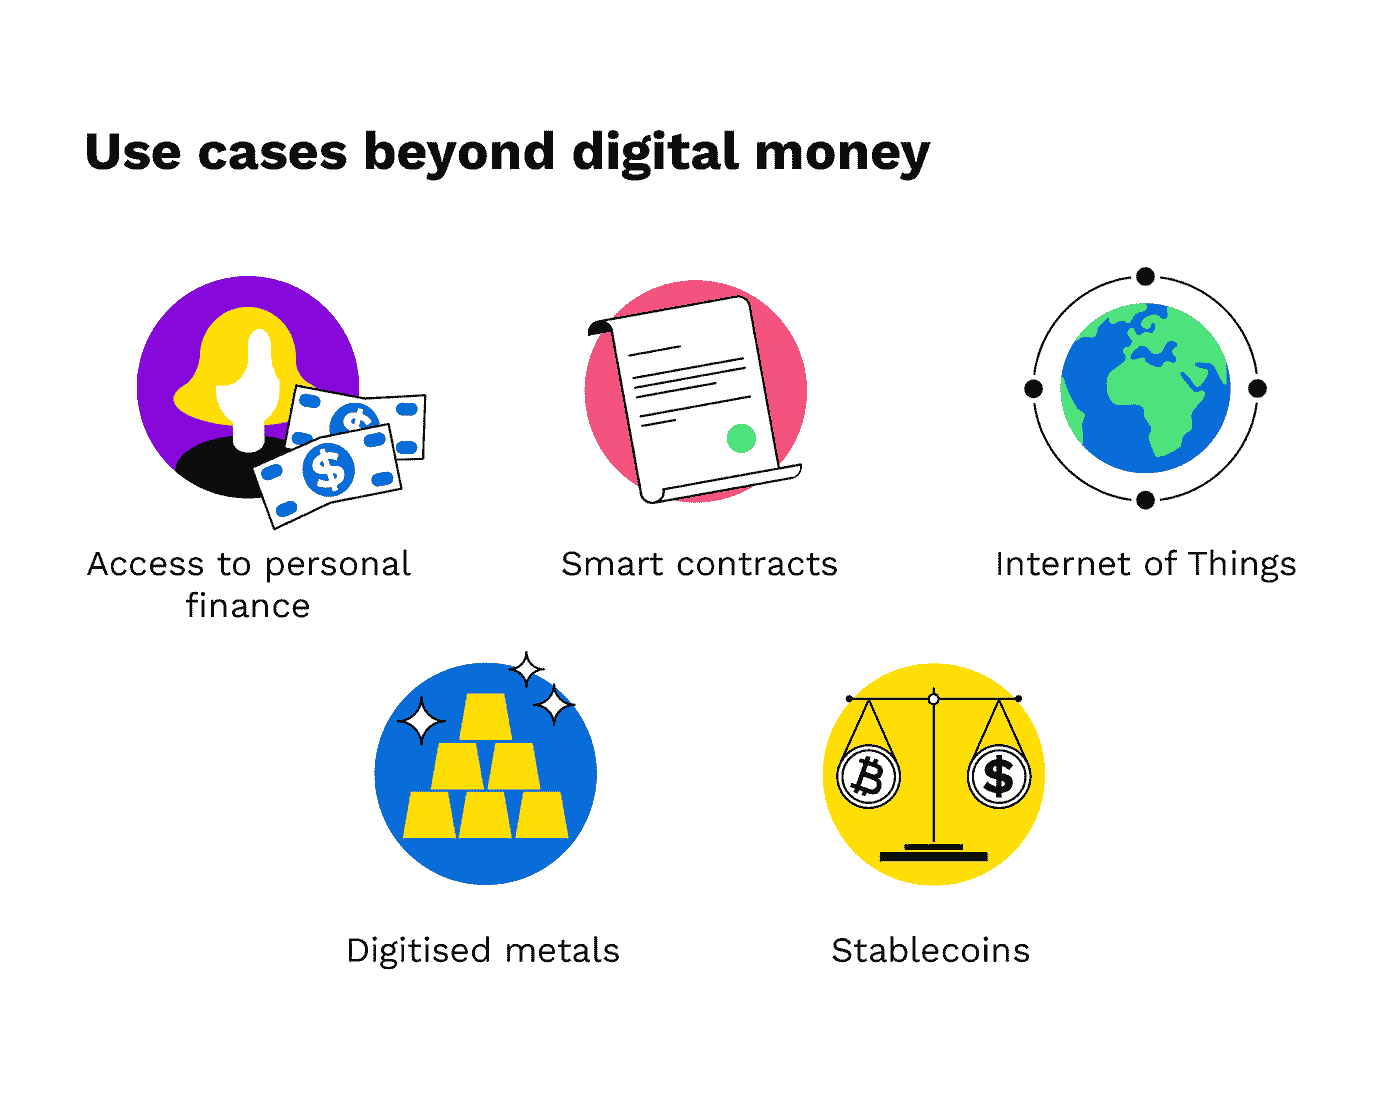 Use cases beyond digital money
Access to personal
finance
Smart contracts
Internet of Things
$
$
Digitised metals
₿
$
Stablecoins